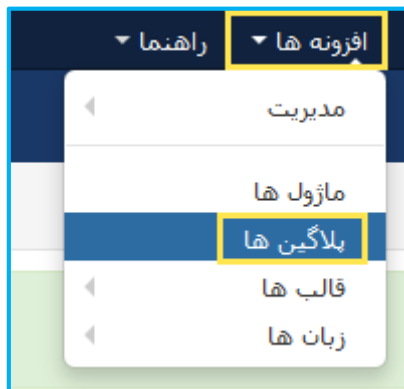 افزونه ها راهنما
مدیریت
ماژول ها
پلاگین ها
قالب ها
زبان ها